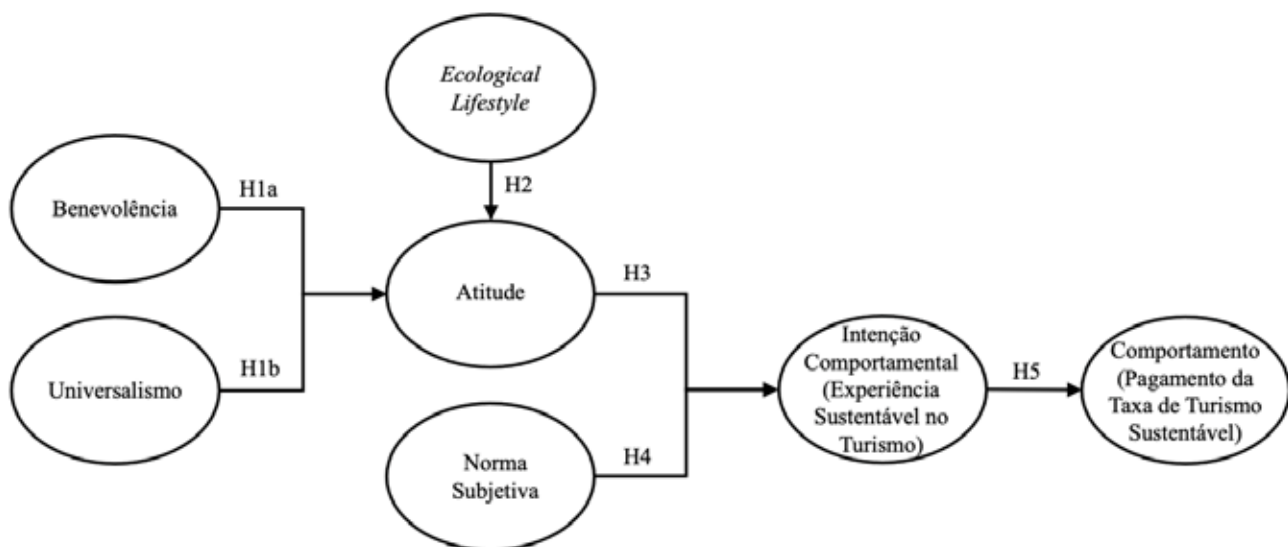 Ecological
Lifestyle
H2
Benevolência
H1a
Universalismo
H1b
Atitude
H3
Norma
Subjetiva
H4
Intenção
Comportamental
(Experiência
Sustentável no
Turismo)
H5
Comportamento
(Pagamento da
Taxa de Turismo
Sustentável)